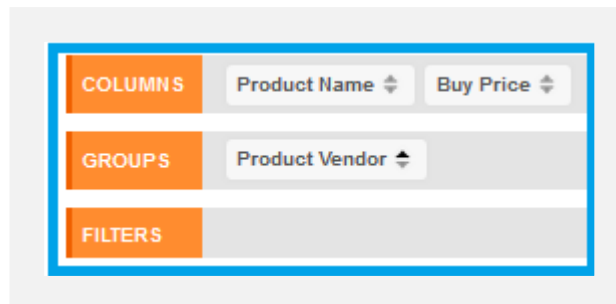 COLUMNS Product Name Buy Price
GROUPS Product Vendor
FILTERS